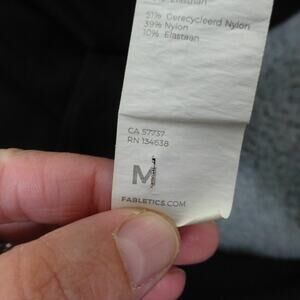 51% Gerecycleerd Nylon
39% Nylon
10% Elastaan
CA 57737
RN 134638
M
FABLETICS.COM